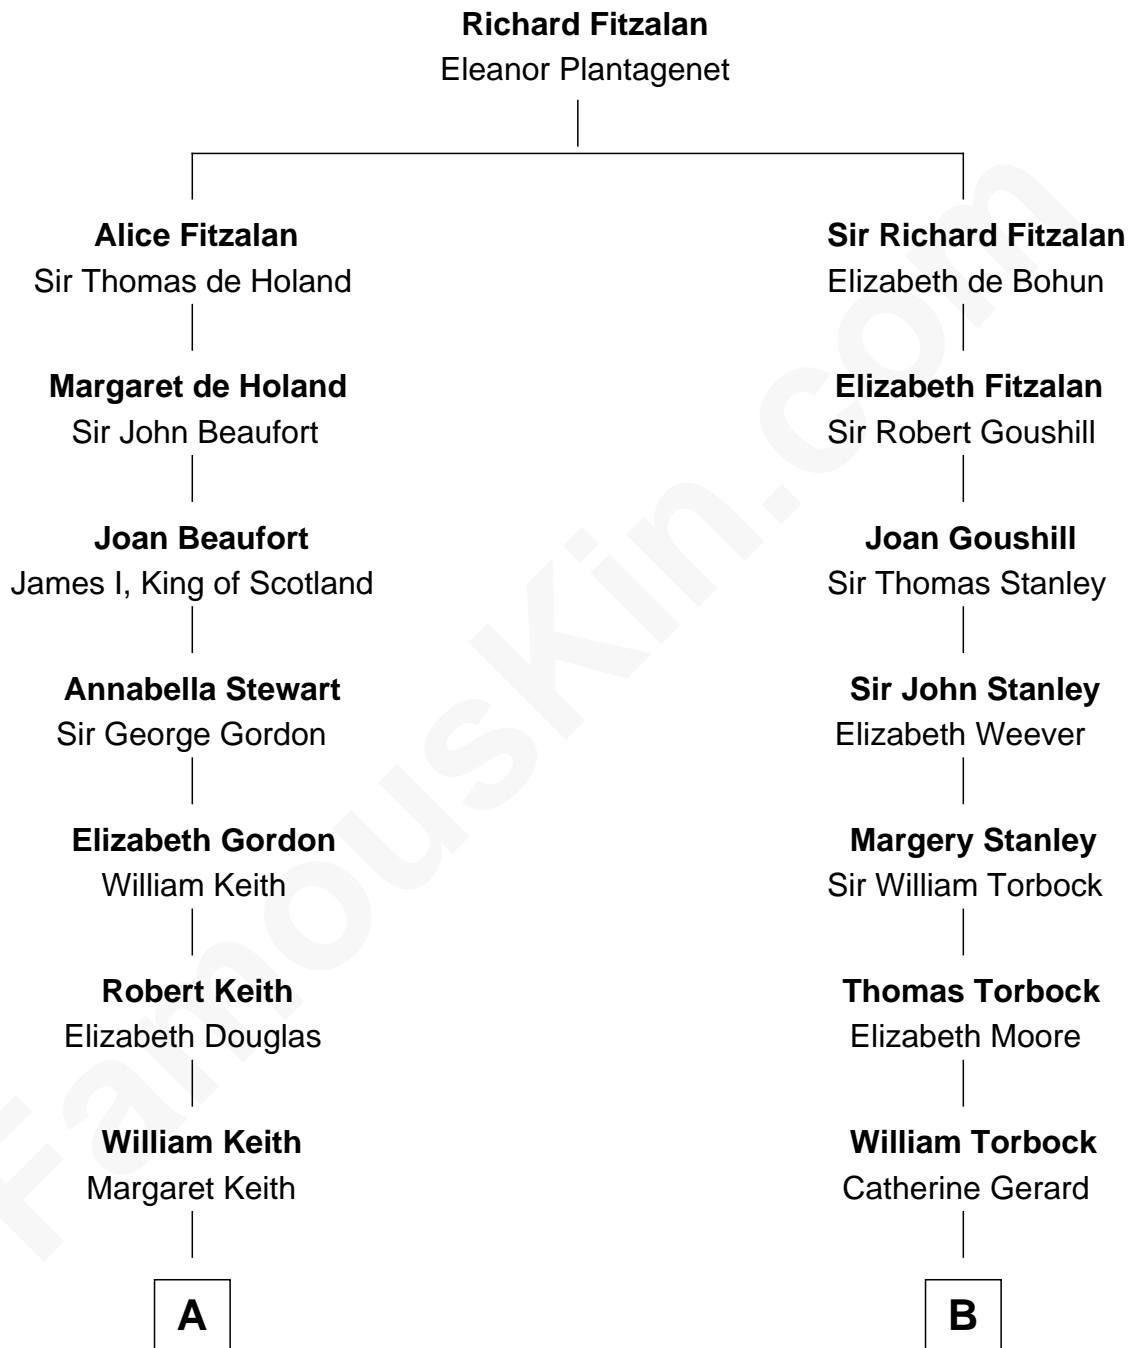 Richard Fitzalan
Eleanor Plantagenet
Alice Fitzalan
Sir Thomas de Holand
Sir Richard Fitzalan
Elizabeth de Bohun
Margaret de Holand
Sir John Beaufort
Elizabeth Fitzalan
Sir Robert Goushill
Joan Beaufort
James I, King of Scotland
Joan Goushill
Sir Thomas Stanley
Annabella Stewart
Sir George Gordon
Sir John Stanley
Elizabeth Weever
Elizabeth Gordon
William Keith
Margery Stanley
Sir William Torbock
Robert Keith
Elizabeth Douglas
Thomas Torbock
Elizabeth Moore
William Keith
Margaret Keith
William Torbock
Catherine Gerard
A
B
FamousKin.com